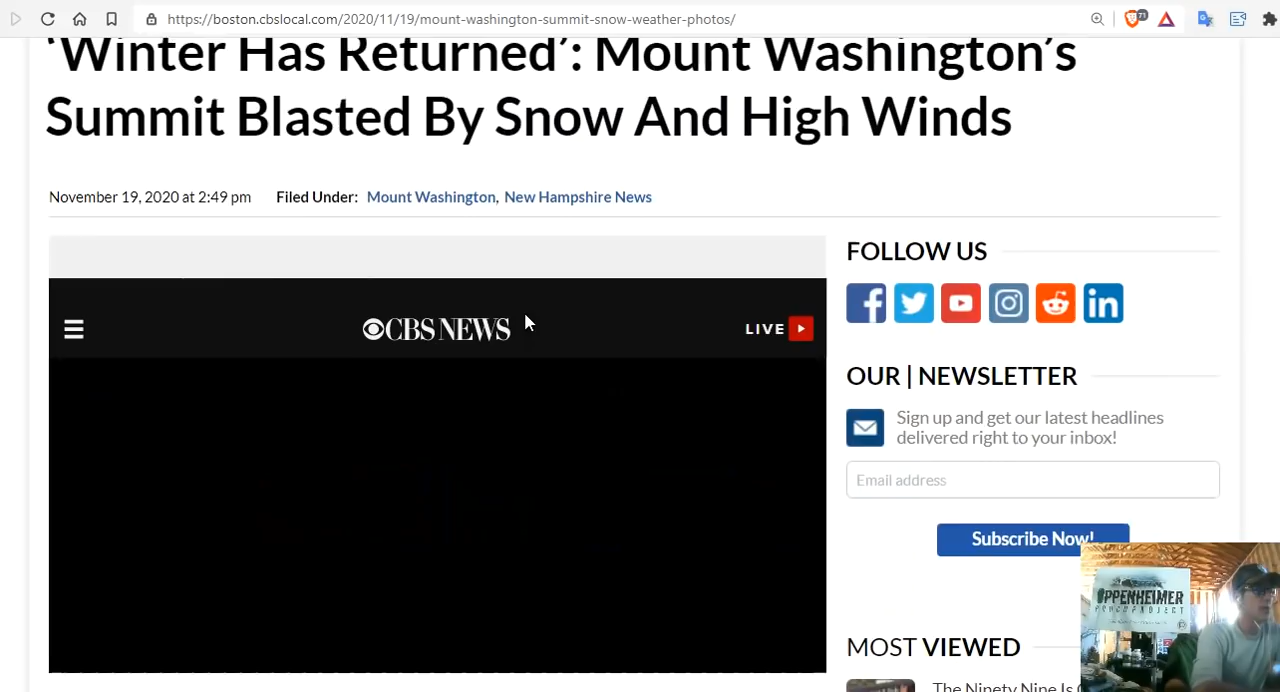 https://boston.cbslocal.com/2020/11/19/mount-washington-summit-snow-weather-photos/
71
‘Winter Has Returned’: Mount Washington’s
Summit Blasted By Snow And High Winds
November 19, 2020 at 2:49 pm
Filed Under: Mount Washington, New Hampshire News
CBS NEWS
LIVE
FOLLOW US
OUR | NEWSLETTER
Sign up and get our latest headlines
delivered right to your inbox!
Email address
Subscribe Now!
MOST VIEWED
The Ninety Nine Is
OPPENHEIMER